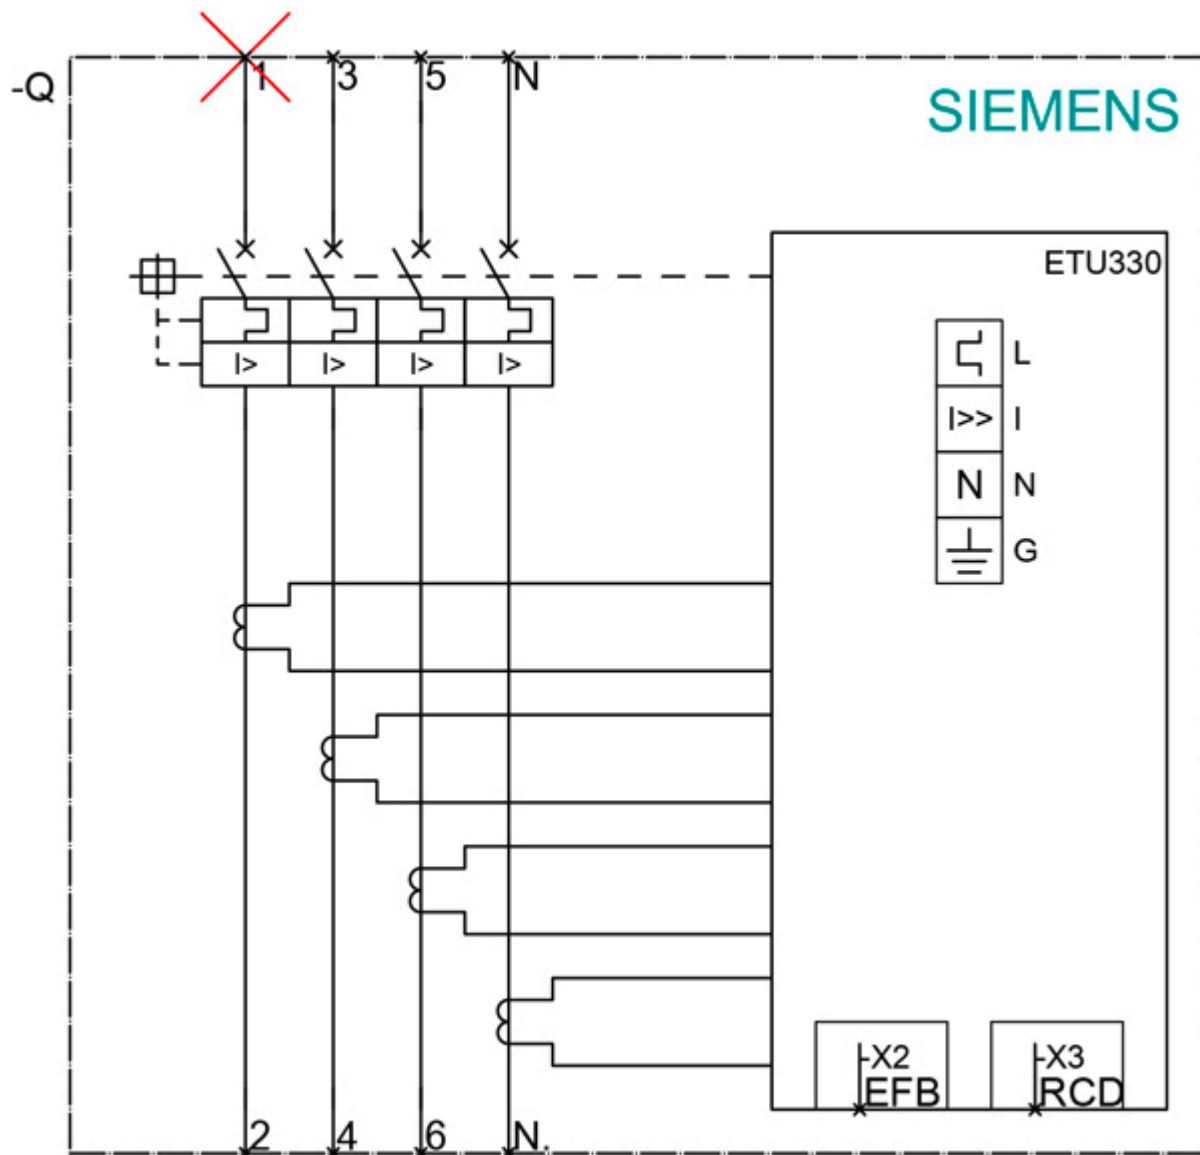 1 3 5 N
-Q
SIEMENS
ETU330
L
I> I> I> I>
I>> I
N N
G
-X2 -X3
EFB RCD
2 4 6 N.